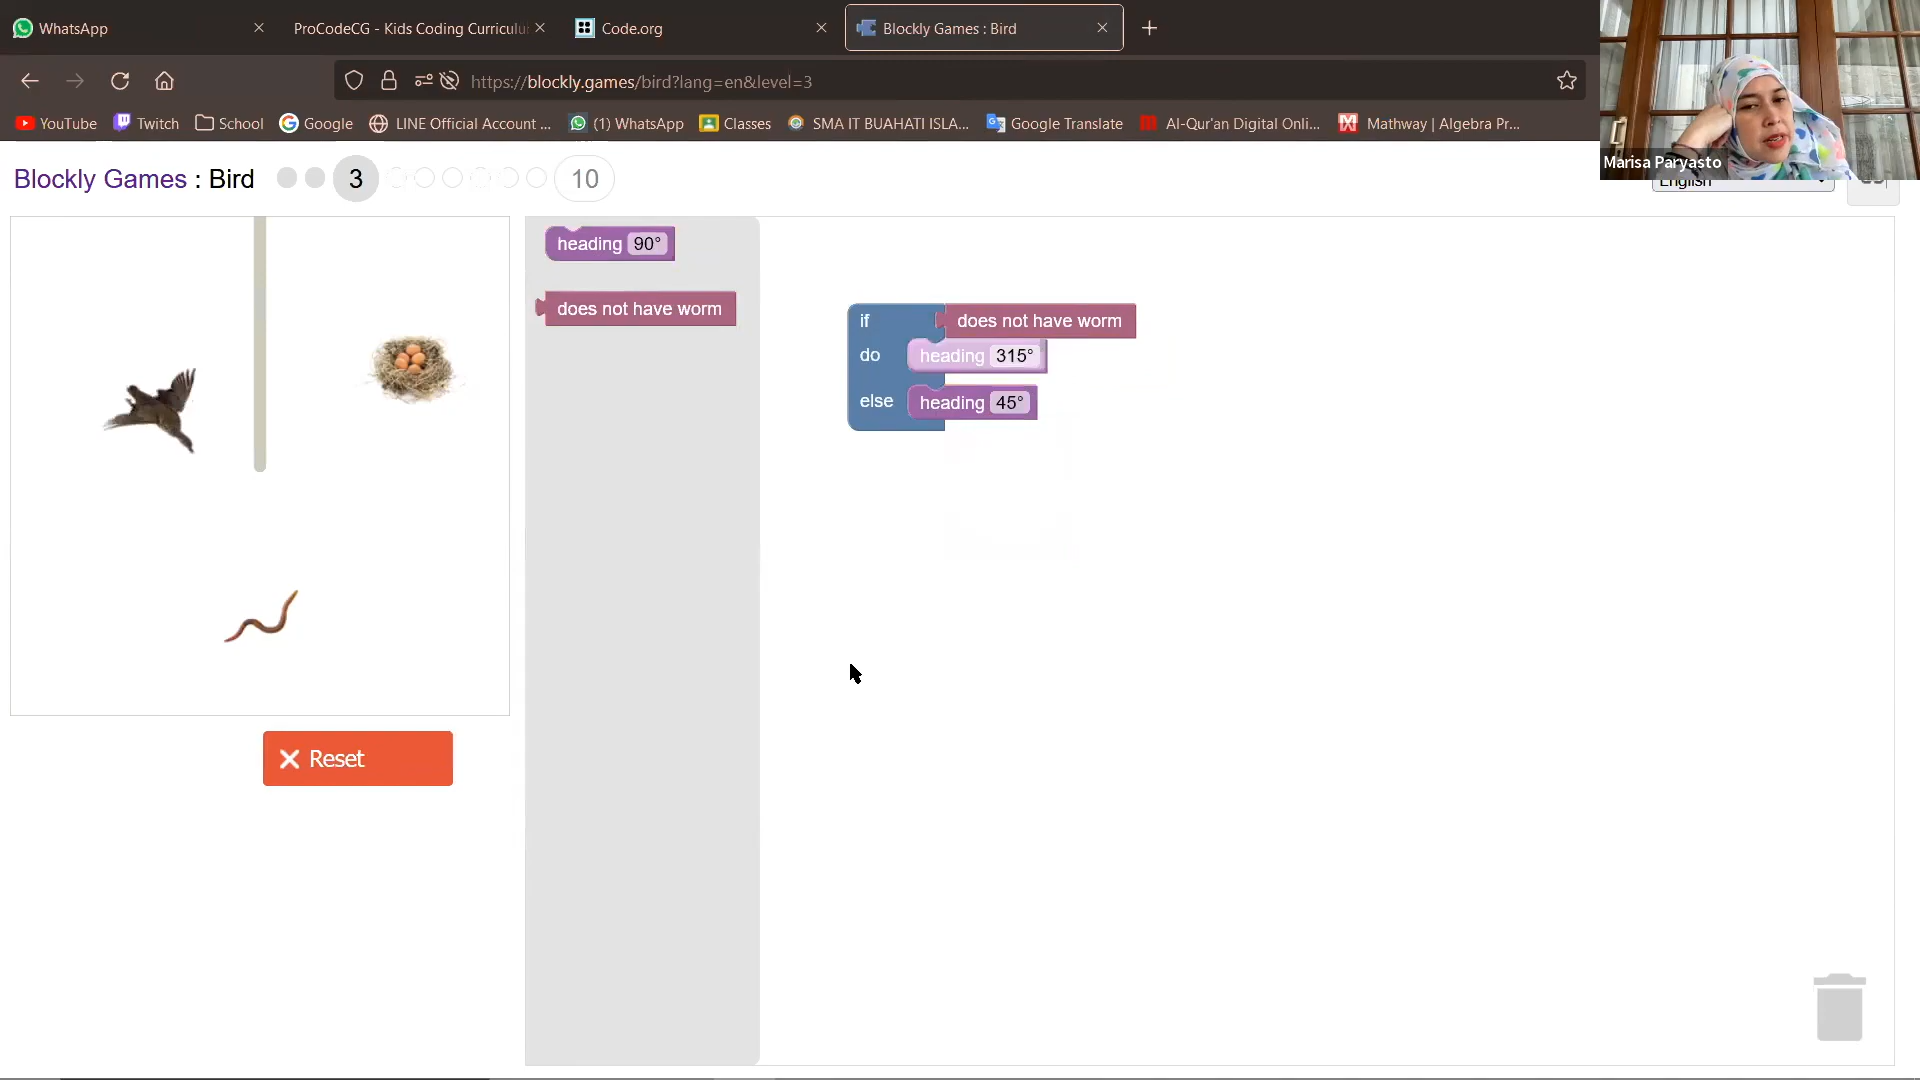 WhatsApp
ProCodeCG - Kids Coding Curriculu
Code.org
Blockly Games : Bird
https://blockly.games/bird?lang=en&level=3
YouTube
Twitch
School
Google
LINE Official Account ...
(1) WhatsApp
Classes
SMA IT BUAHATI ISLA...
Google Translate
Al-Qur'an Digital Onli...
Mathway | Algebra Pr...
Marisa Paryasto
Blockly Games : Bird
3
10
English
heading 90°
does not have worm
if does not have worm
do heading 315°
else heading 45°
Reset